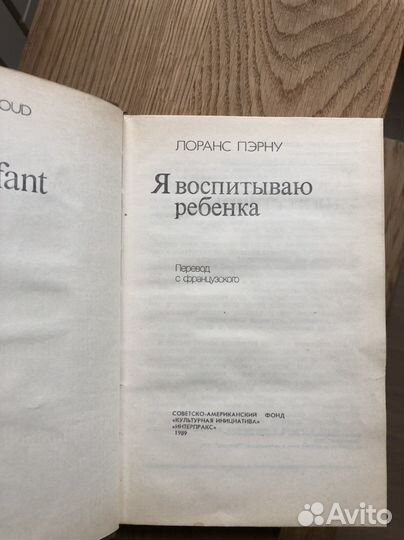 OUD
fant
ЛОРАНС ПЭРНУ
Я воспитываю
ребенка
Перевод
с французского
СОВЕТСКО-АМЕРИКАНСКИЙ ФОНД
«КУЛЬТУРНАЯ ИНИЦИАТИВА»
«ИНТЕРПРАКС»
1989
Avito